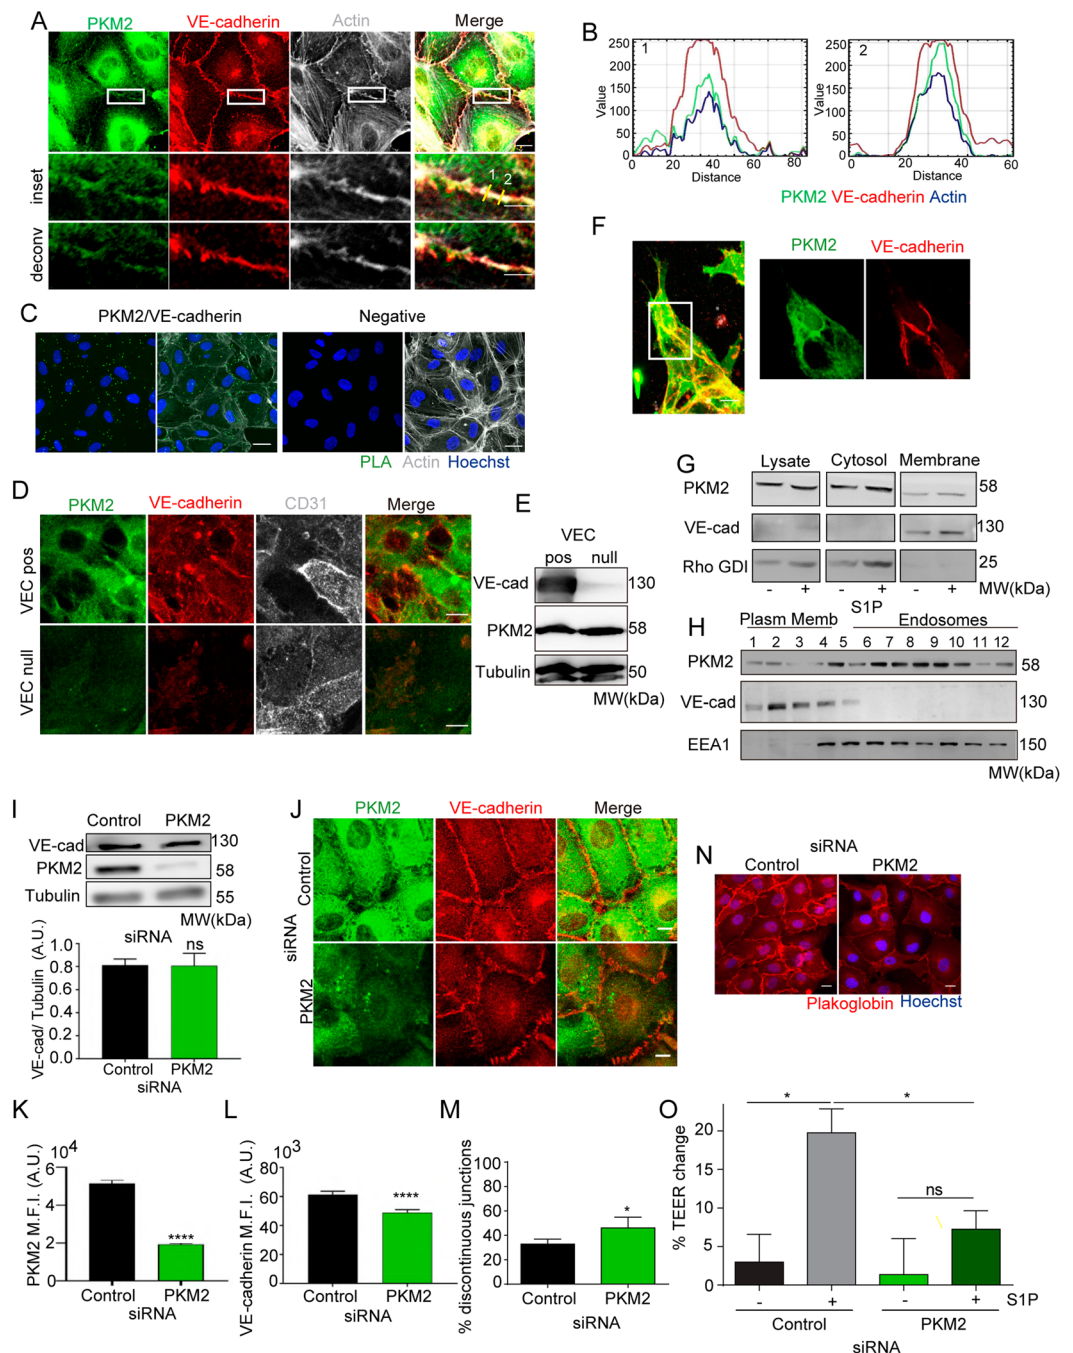 A
PKM2 VE-cadherin Actin Merge
inset
deconv
1 2
B
1 2
Value
250
200
150
100
50
0
0 20 40 60 80
Distance
Value
250
200
150
100
50
0
0 20 40 60
Distance
PKM2 VE-cadherin Actin
C
PKM2/VE-cadherin Negative
PLA Actin Hoechst
D
PKM2 VE-cadherin CD31 Merge
VEC pos
VEC null
E
VEC
pos null
VE-cad 130
PKM2 58
Tubulin 50
MW(kDa)
F
PKM2 VE-cadherin
G
Lysate Cytosol Membrane
PKM2 58
VE-cad 130
Rho GDI 25
- + - + - + MW(kDa)
S1P
H
Plasm Memb Endosomes
1 2 3 4 5 6 7 8 9 10 11 12
PKM2 58
VE-cad 130
EEA1 150
MW(kDa)
I
Control PKM2
VE-cad 130
PKM2 58
Tubulin 55
MW(kDa)
siRNA
ns
VE-cad/ Tubulin (A.U.)
1.0
0.8
0.6
0.4
0.2
0.0
Control PKM2
siRNA
J
PKM2 VE-cadherin Merge
siRNA
Control
PKM2
N
siRNA
Control PKM2
Plakoglobin Hoechst
K
10⁴
PKM2 M.F.I. (A.U.)
6
4
2
0
****
Control PKM2
siRNA
L
10³
VE-cadherin M.F.I. (A.U.)
80
60
40
20
0
****
Control PKM2
siRNA
M
% discontinuous junctions
100
80
60
40
20
0
*
Control PKM2
siRNA
O
% TEER change
20
15
10
5
0
* *
ns
- + - + S1P
Control PKM2
siRNA